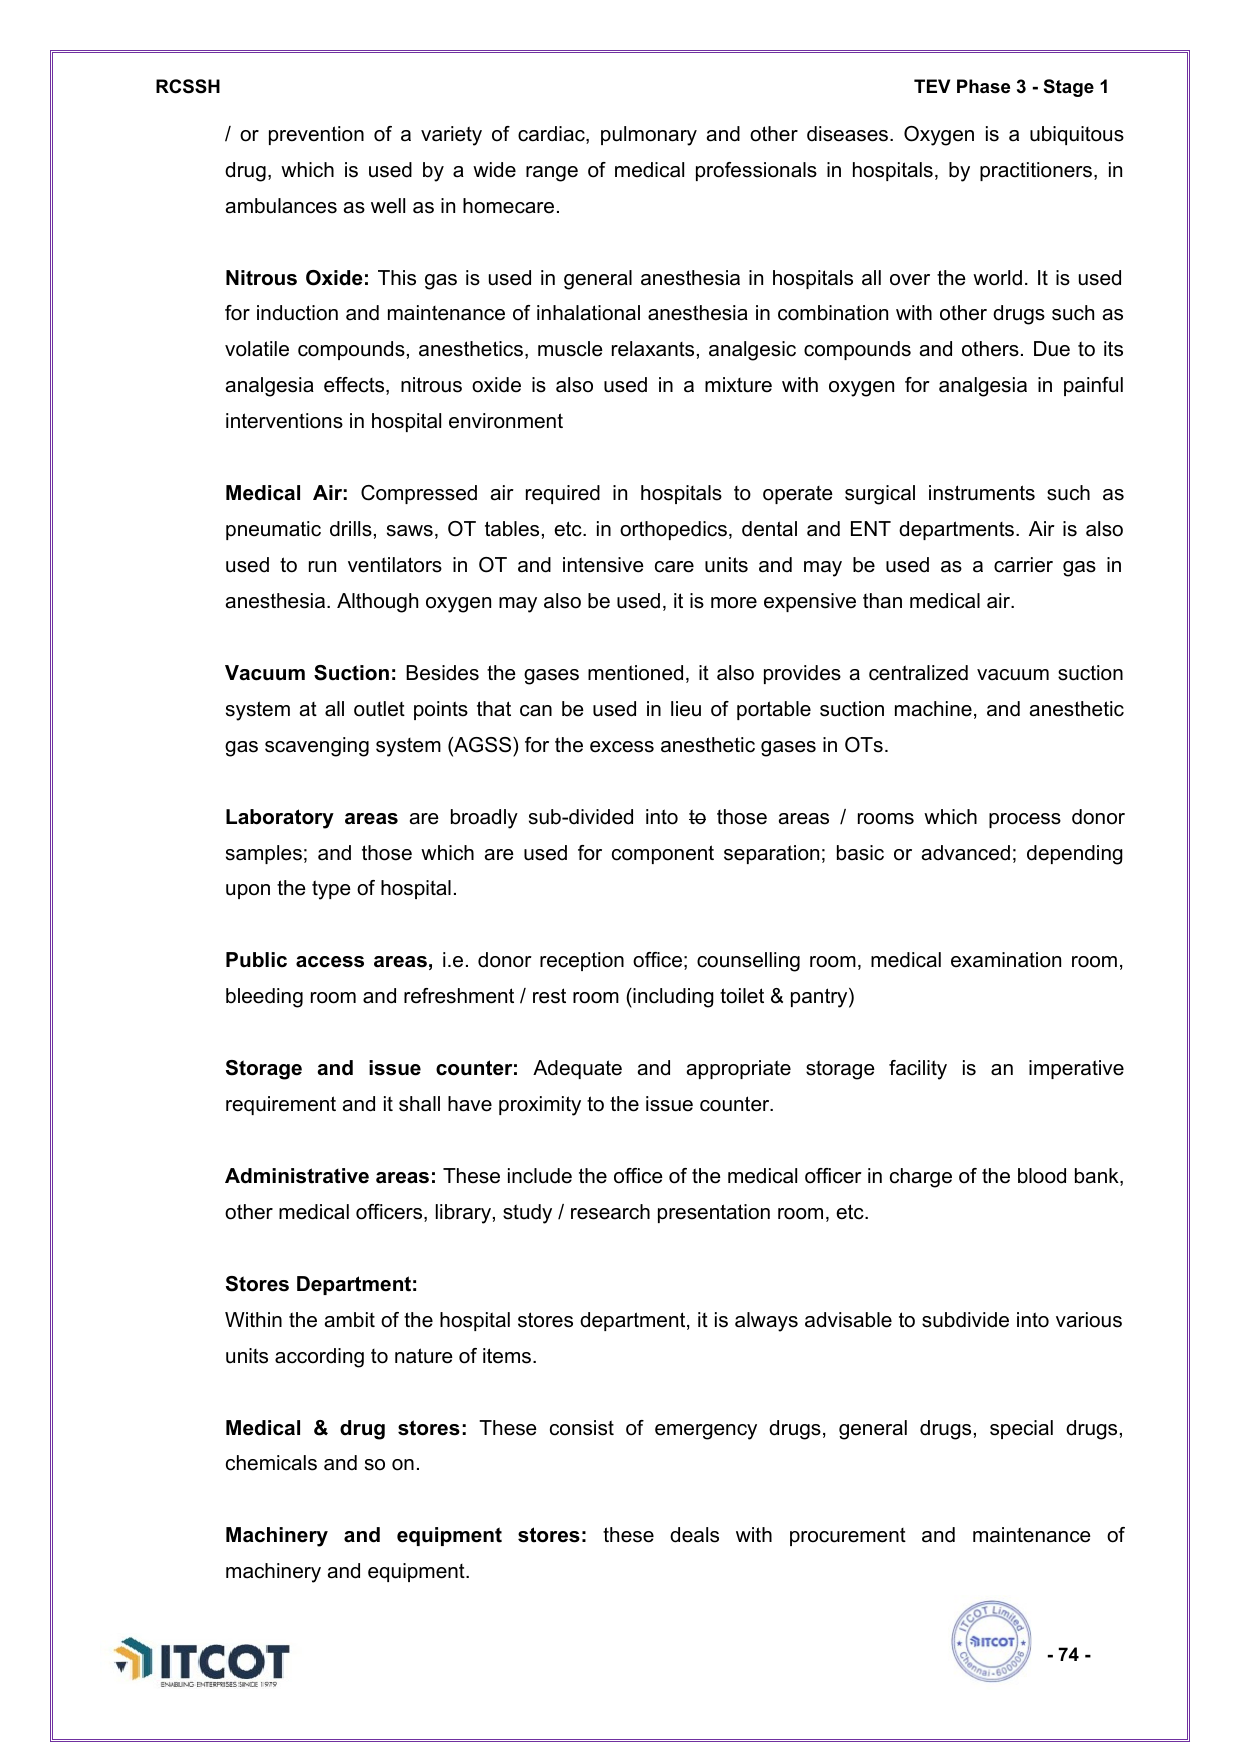 RCSSH TEV Phase 3 - Stage 1
/ or prevention of a variety of cardiac, pulmonary and other diseases. Oxygen is a ubiquitous
drug, which is used by a wide range of medical professionals in hospitals, by practitioners, in
ambulances as well as in homecare.
Nitrous Oxide: This gas is used in general anesthesia in hospitals all over the world. It is used
for induction and maintenance of inhalational anesthesia in combination with other drugs such as
volatile compounds, anesthetics, muscle relaxants, analgesic compounds and others. Due to its
analgesia effects, nitrous oxide is also used in a mixture with oxygen for analgesia in painful
interventions in hospital environment
Medical Air: Compressed air required in hospitals to operate surgical instruments such as
pneumatic drills, saws, OT tables, etc. in orthopedics, dental and ENT departments. Air is also
used to run ventilators in OT and intensive care units and may be used as a carrier gas in
anesthesia. Although oxygen may also be used, it is more expensive than medical air.
Vacuum Suction: Besides the gases mentioned, it also provides a centralized vacuum suction
system at all outlet points that can be used in lieu of portable suction machine, and anesthetic
gas scavenging system (AGSS) for the excess anesthetic gases in OTs.
Laboratory areas are broadly sub-divided into to those areas / rooms which process donor
samples; and those which are used for component separation; basic or advanced; depending
upon the type of hospital.
Public access areas, i.e. donor reception office; counselling room, medical examination room,
bleeding room and refreshment / rest room (including toilet & pantry)
Storage and issue counter: Adequate and appropriate storage facility is an imperative
requirement and it shall have proximity to the issue counter.
Administrative areas: These include the office of the medical officer in charge of the blood bank,
other medical officers, library, study / research presentation room, etc.
Stores Department:
Within the ambit of the hospital stores department, it is always advisable to subdivide into various
units according to nature of items.
Medical & drug stores: These consist of emergency drugs, general drugs, special drugs,
chemicals and so on.
Machinery and equipment stores: these deals with procurement and maintenance of
machinery and equipment.
ITCOT
ENABLING ENTERPRISES SINCE 1979
ITCOT Limited
ITCOT
Chennai-600006
- 74 -